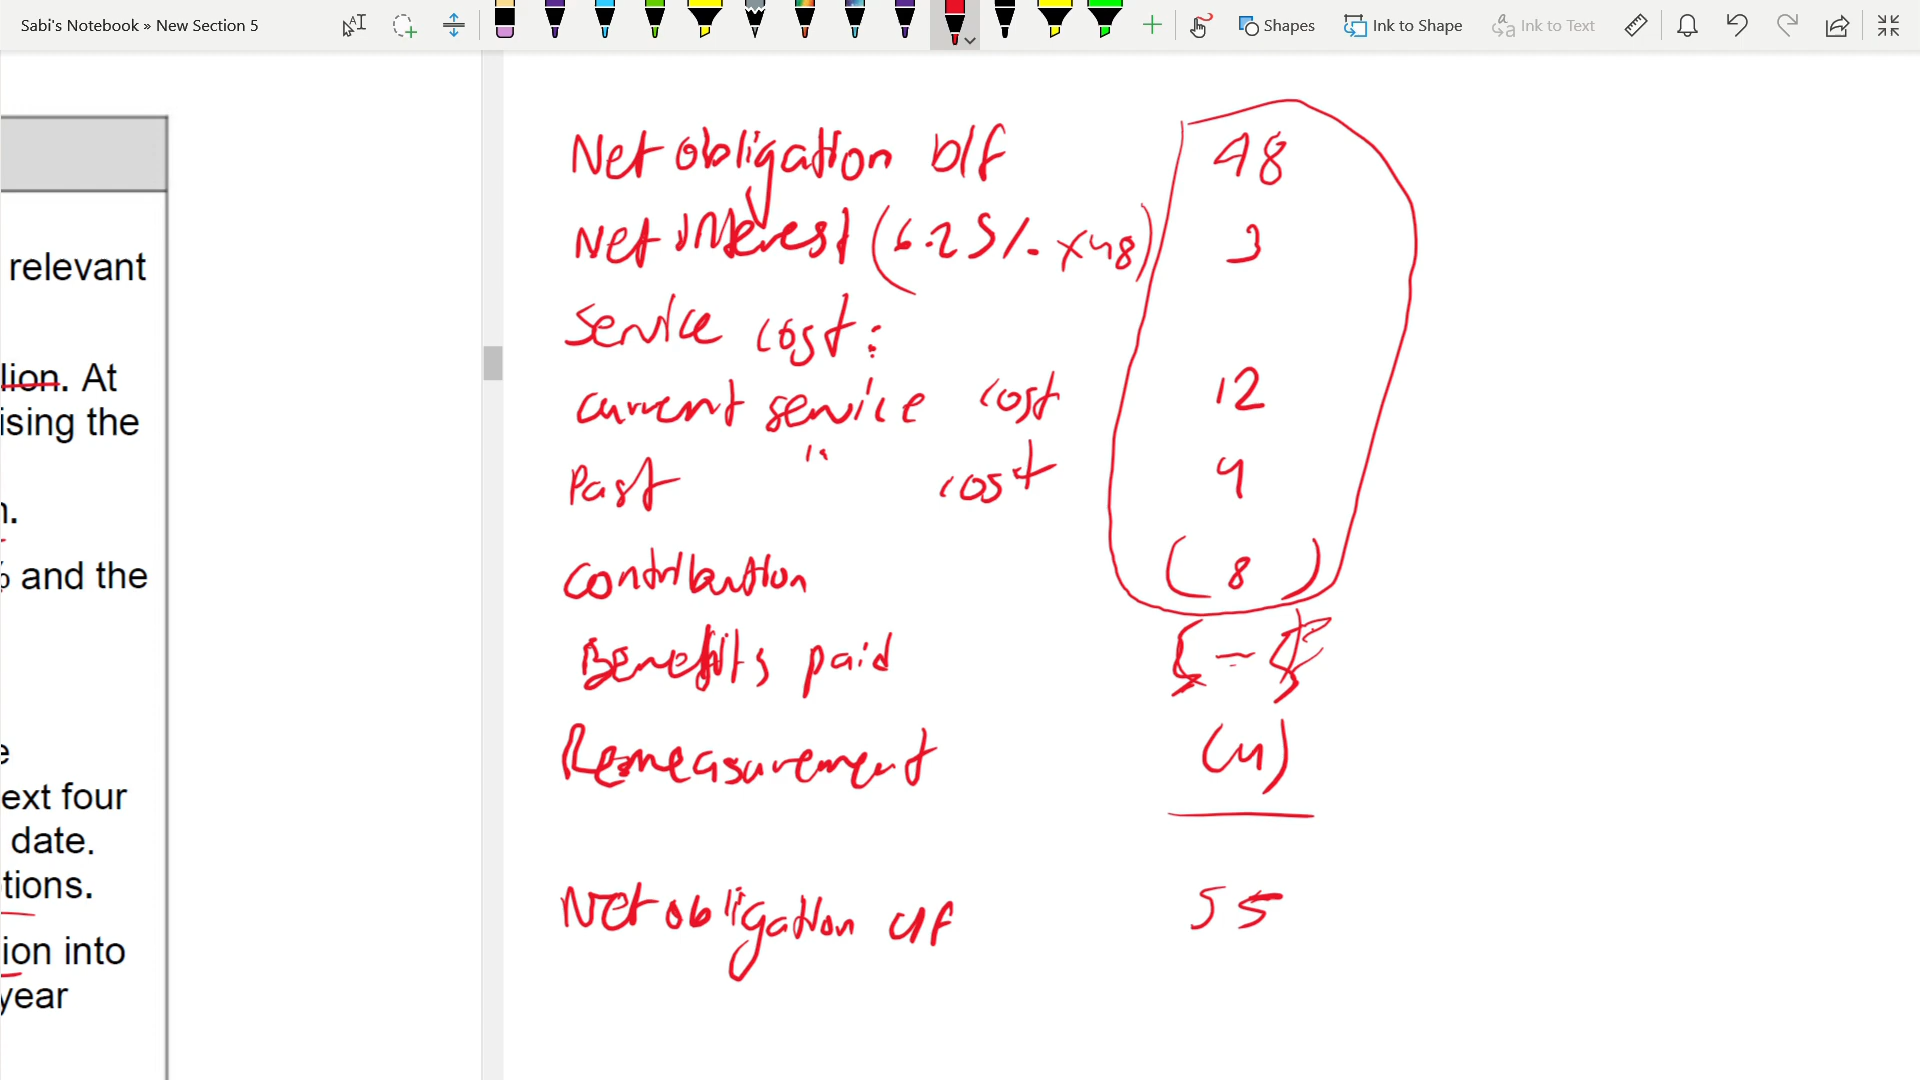 Sabi's Notebook » New Section 5
Shapes Ink to Shape Ink to Text
relevant
lion. At
ising the
n.
% and the
e
ext four
date.
tions.
ion into
year
Net obligation b/f 48
Net interest (6.25% x48) 3
Service cost:
current service cost 12
Past " cost 4
contribution (8)
Benefits paid -
Remeasurement (4)
Net obligation c/f 55